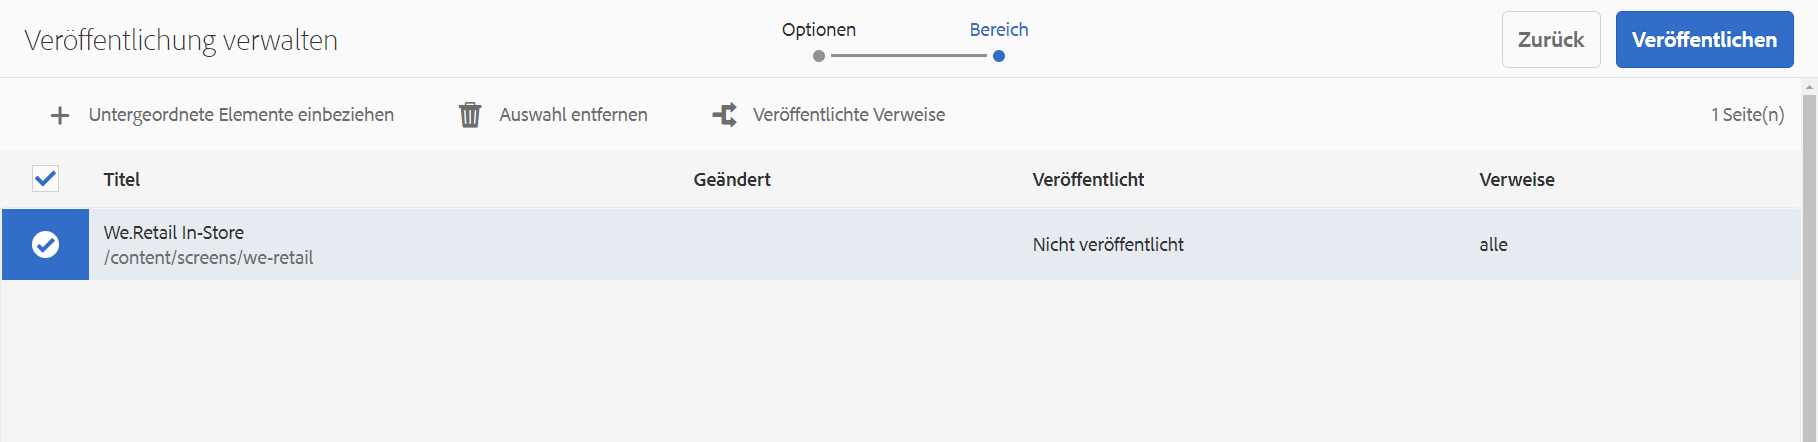 Veröffentlichung verwalten
Optionen
Bereich
Zurück
Veröffentlichen
Untergeordnete Elemente einbeziehen
Auswahl entfernen
Veröffentlichte Verweise
1 Seite(n)
Titel
Geändert
Veröffentlicht
Verweise
We.Retail In-Store
/content/screens/we-retail
Nicht veröffentlicht
alle